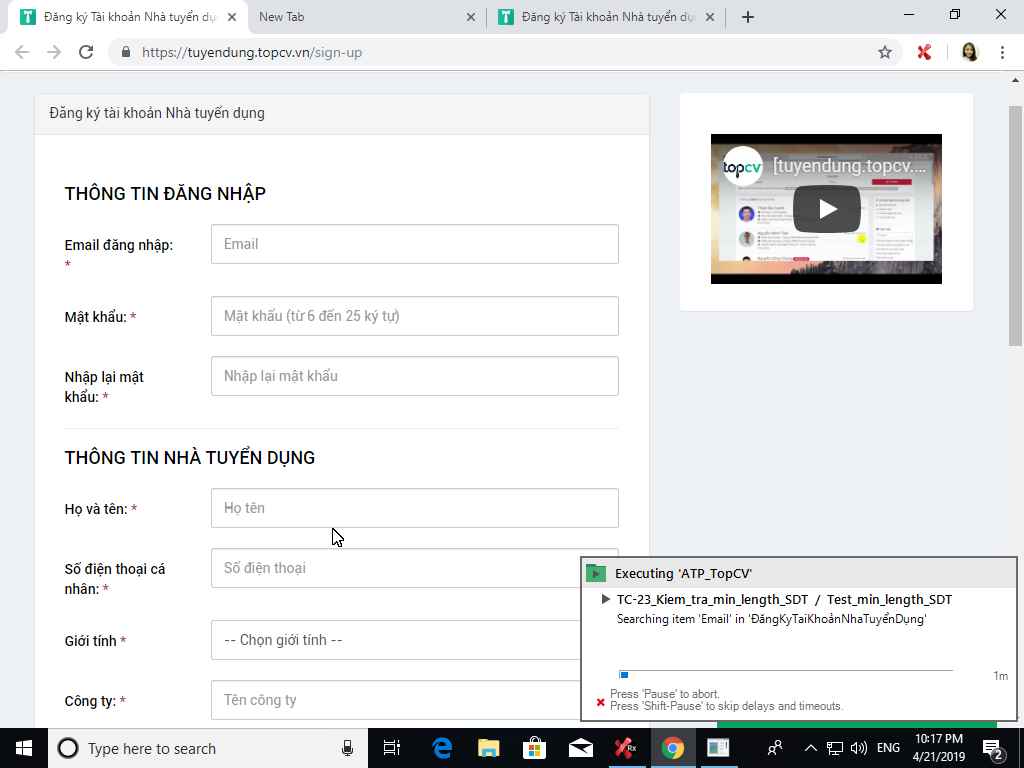 Đăng ký Tài khoản Nhà tuyển dụ
New Tab
Đăng ký Tài khoản Nhà tuyển dụ
https://tuyendung.topcv.vn/sign-up
Đăng ký tài khoản Nhà tuyển dụng
THÔNG TIN ĐĂNG NHẬP
Email đăng nhập: *
Email
Mật khẩu: *
Mật khẩu (từ 6 đến 25 ký tự)
Nhập lại mật
khẩu: *
Nhập lại mật khẩu
THÔNG TIN NHÀ TUYỂN DỤNG
Họ và tên: *
Họ tên
Số điện thoại cá
nhân: *
Số điện thoại
Giới tính *
-- Chọn giới tính --
Công ty: *
Tên công ty
topcv
[tuyendung.topcv....
Executing 'ATP_TopCV'
TC-23_Kiem_tra_min_length_SDT / Test_min_length_SDT
Searching item 'Email' in 'ĐăngKyTaiKhoảnNhaTuyểnDụng'
1m
Press 'Pause' to abort.
Press 'Shift-Pause' to skip delays and timeouts.
Type here to search
Rx
ENG
10:17 PM
4/21/2019
2